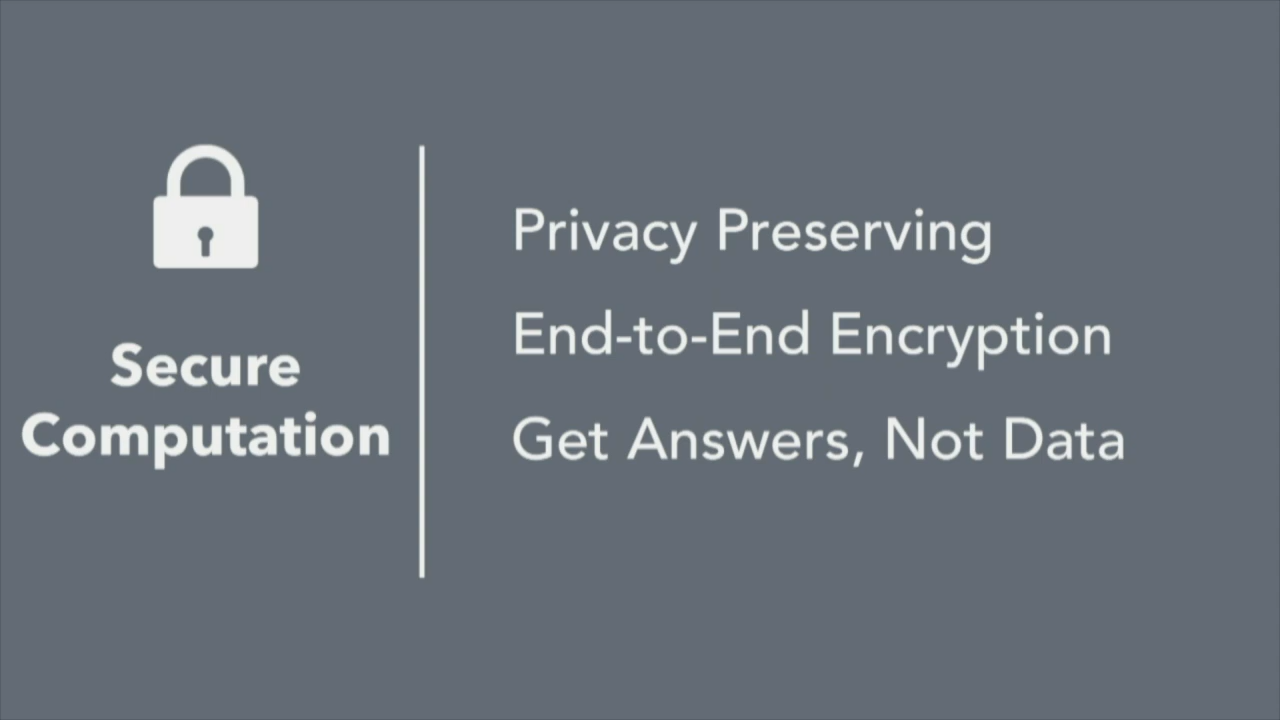 Secure
Computation
Privacy Preserving
End-to-End Encryption
Get Answers, Not Data